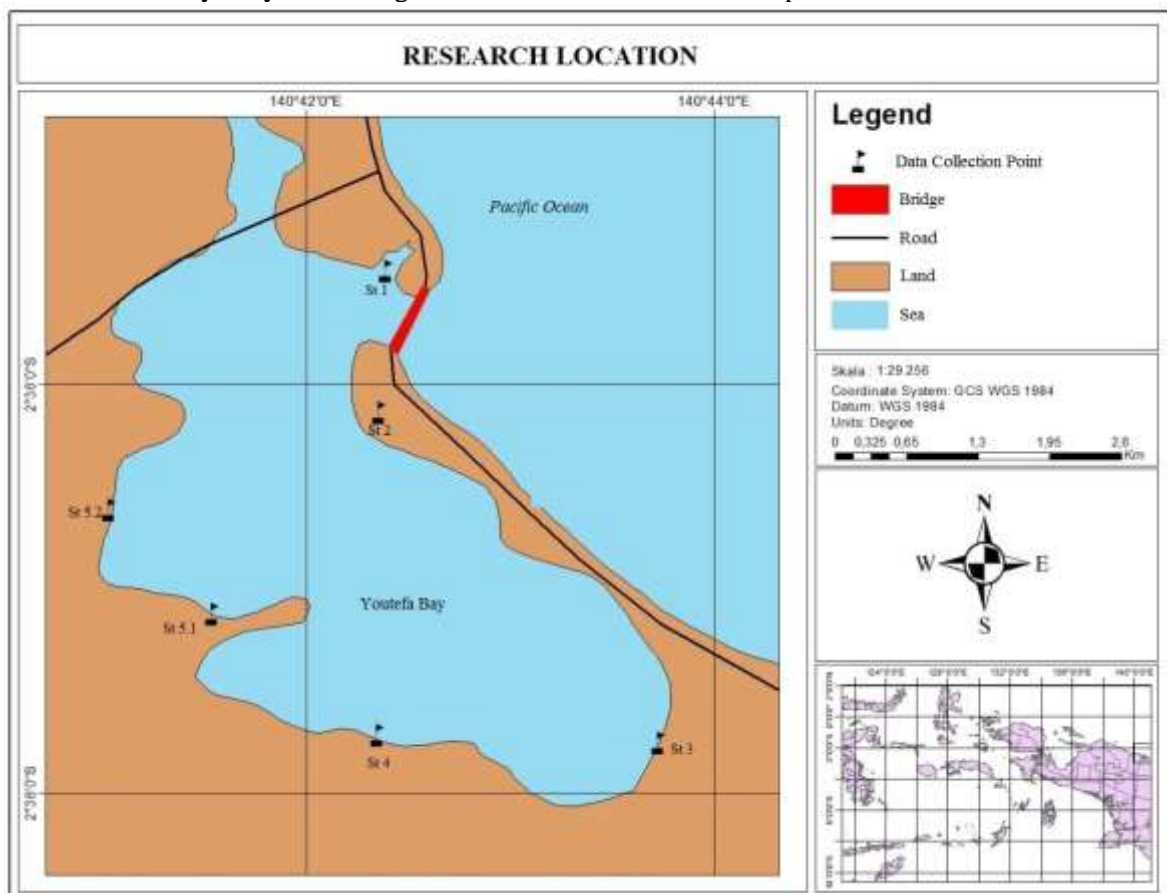 RESEARCH LOCATION
140°42'0"E
140°44'0"E
Pacific Ocean
St 1
2°36'0"S
St 2
St 5.2
Youtefa Bay
St 5.1
St 4
St 3
2°38'0"S
Legend
Data Collection Point
Bridge
Road
Land
Sea
Skala : 1:29.256
Coordinate System: GCS WGS 1984
Datum: WGS 1984
Units: Degree
0 0,325 0,65 1,3 1,95 2,6
Km
N
W E
S